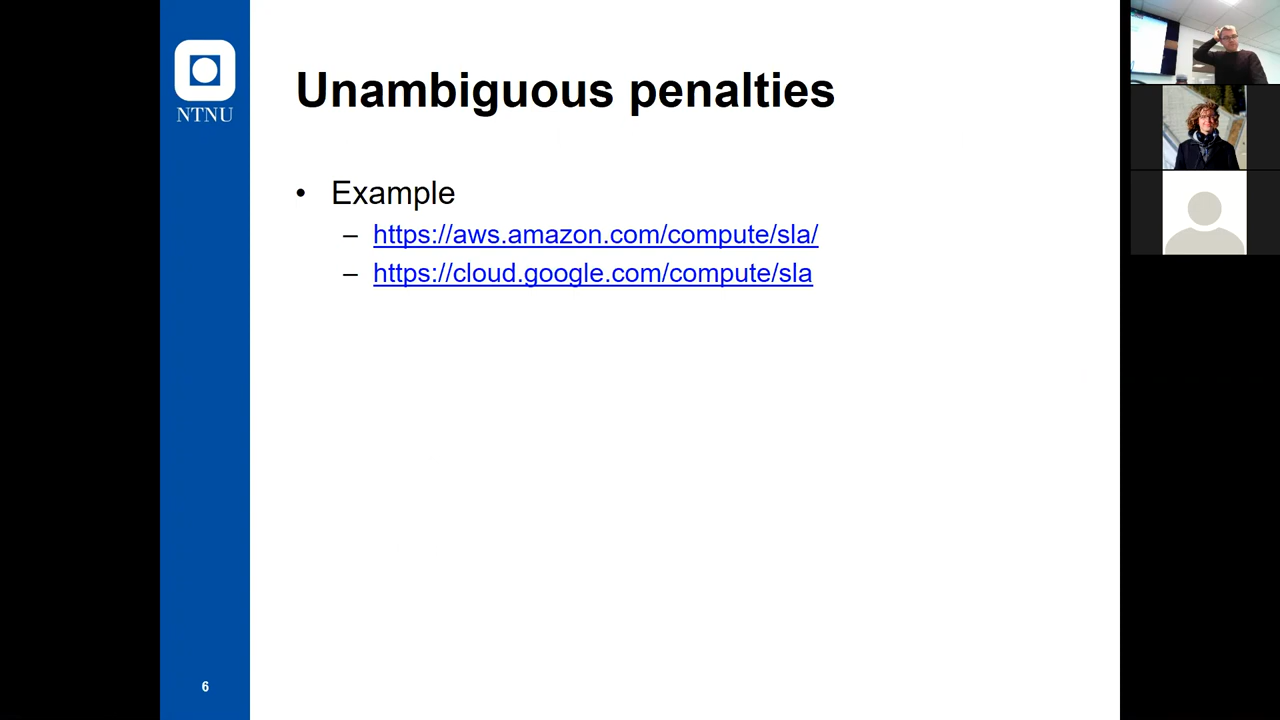 NTNU
Unambiguous penalties
• Example
– https://aws.amazon.com/compute/sla/
– https://cloud.google.com/compute/sla
6